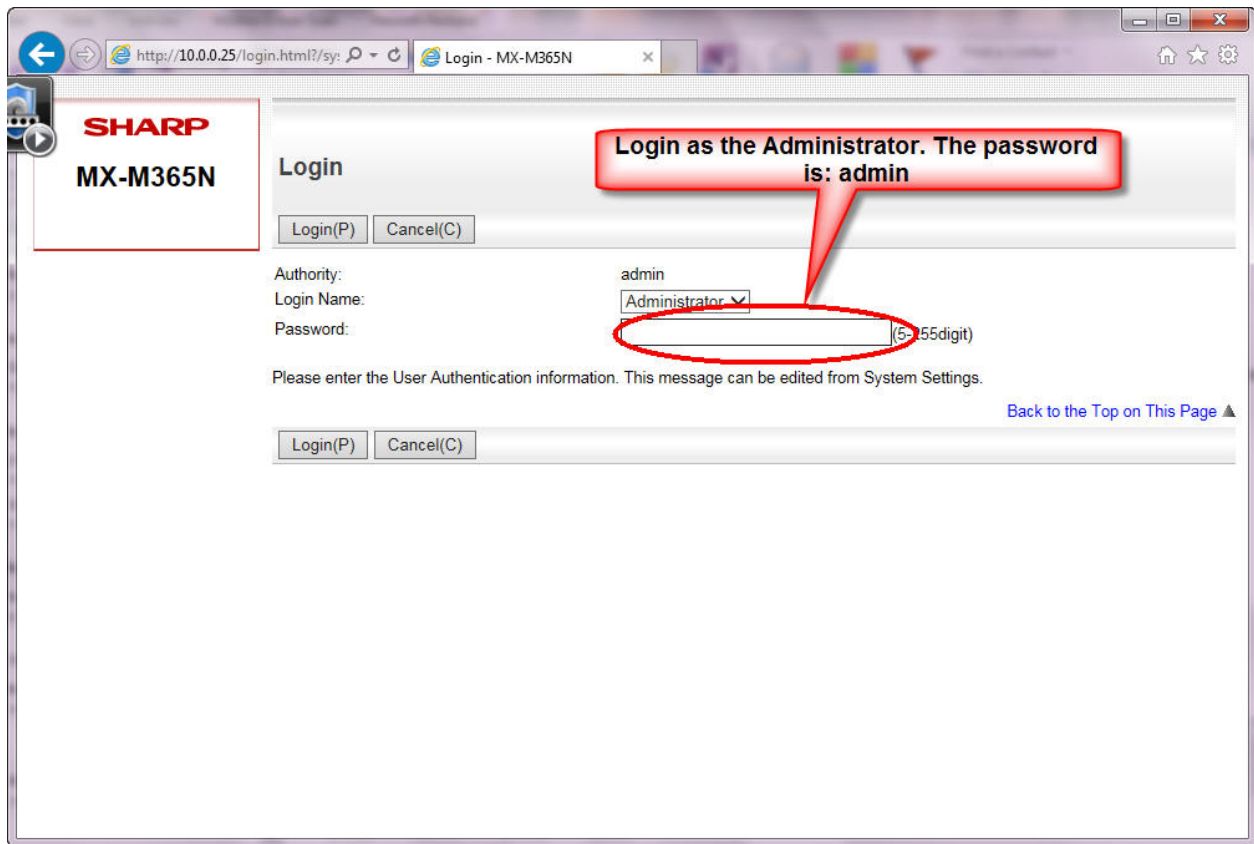 http://10.0.0.25/login.html?/sy:
Login - MX-M365N
SHARP
MX-M365N
Login
Login as the Administrator. The password
is: admin
Login(P) Cancel(C)
Authority: admin
Login Name: Administrator
Password: (5-255digit)
Please enter the User Authentication information. This message can be edited from System Settings.
Back to the Top on This Page ▲
Login(P) Cancel(C)